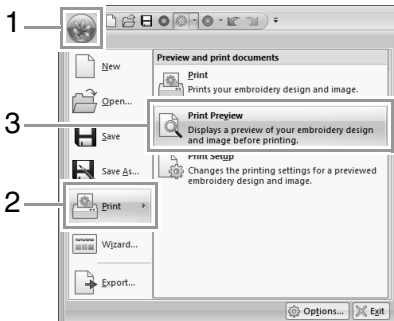 1
Preview and print documents
New
Print
Prints your embroidery design and image.
Open...
3
Print Preview
Displays a preview of your embroidery design
and image before printing.
Save
Print Setup
Changes the printing settings for a previewed
embroidery design and image.
Save As...
2
Print
Wizard...
Export...
Options...
Exit